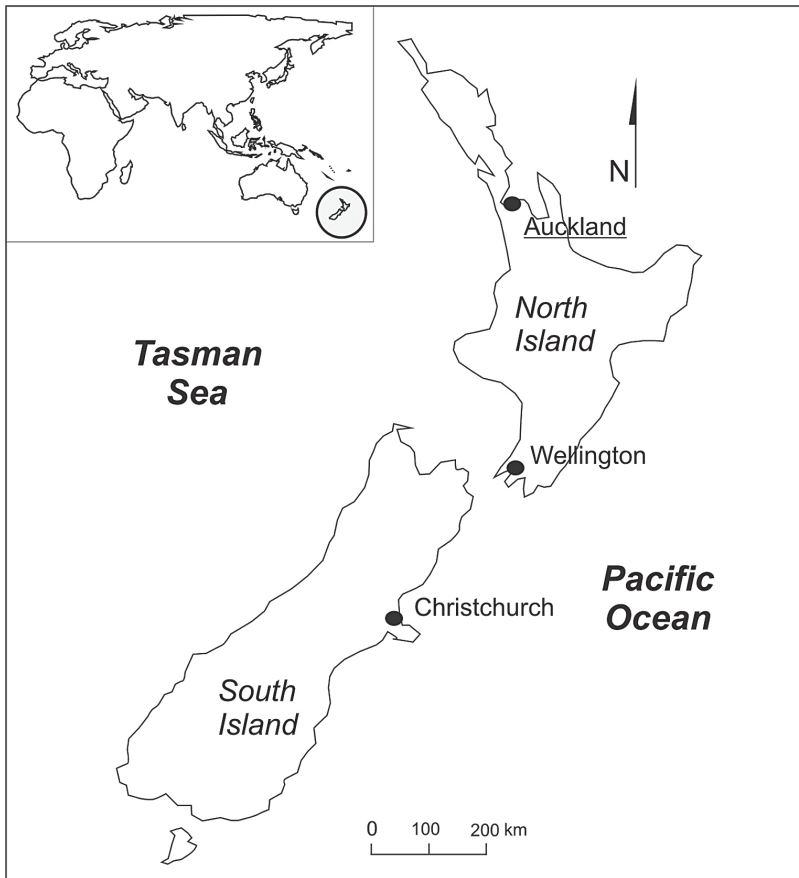 N
Auckland
North
Island
Tasman
Sea
Wellington
Pacific
Ocean
Christchurch
South
Island
0 100 200 km